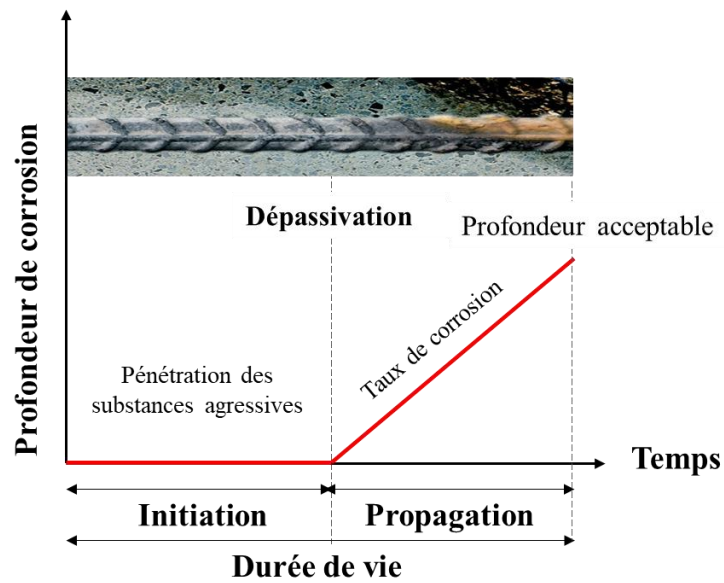 Profondeur de corrosion
Dépassivation
Profondeur acceptable
Taux de corrosion
Pénétration des
substances agressives
Temps
Initiation
Propagation
Durée de vie